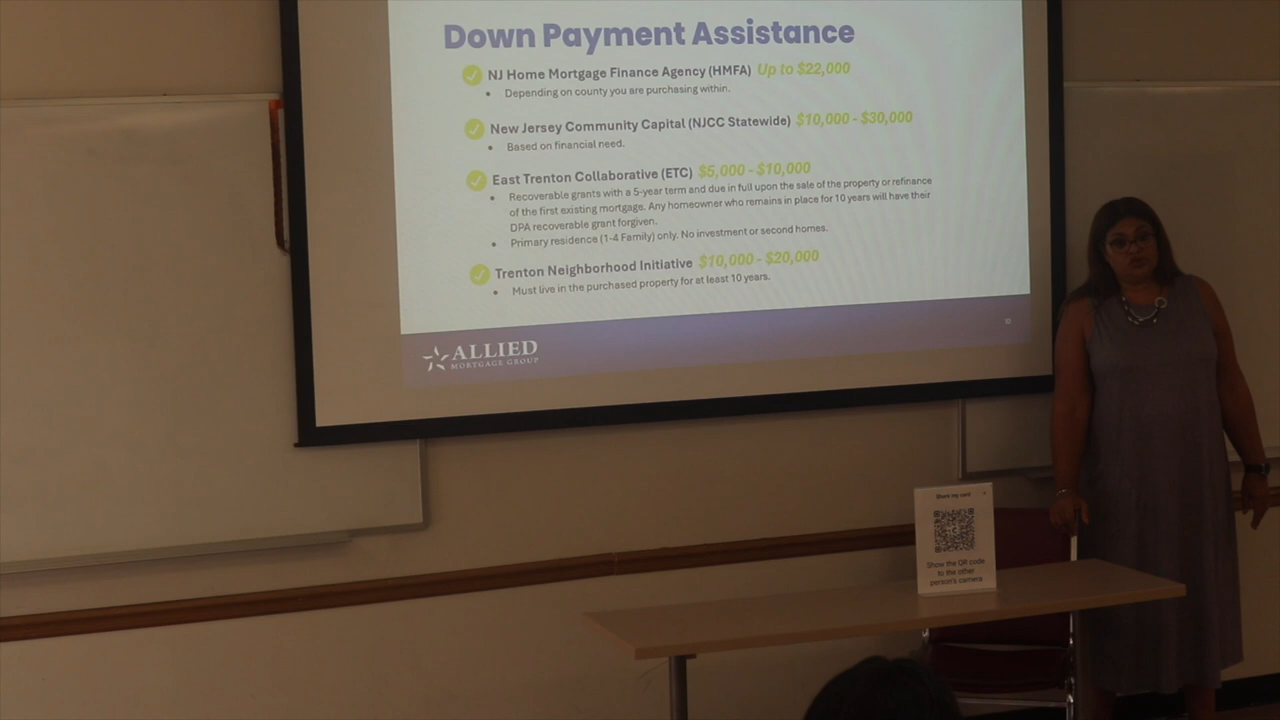 Down Payment Assistance
NJ Home Mortgage Finance Agency (HMFA) Up to $22,000
• Depending on county you are purchasing within.
New Jersey Community Capital (NJCC Statewide) $10,000 - $30,000
• Based on financial need.
East Trenton Collaborative (ETC) $5,000 - $10,000
• Recoverable grants with a 5-year term and due in full upon the sale of the property or refinance
of the first existing mortgage. Any homeowner who remains in place for 10 years will have their
DPA recoverable grant forgiven.
• Primary residence (1-4 Family) only. No investment or second homes.
Trenton Neighborhood Initiative $10,000 - $20,000
• Must live in the purchased property for at least 10 years.
ALLIED
MORTGAGE GROUP
Share my card
Show the QR code
to the other
person's camera